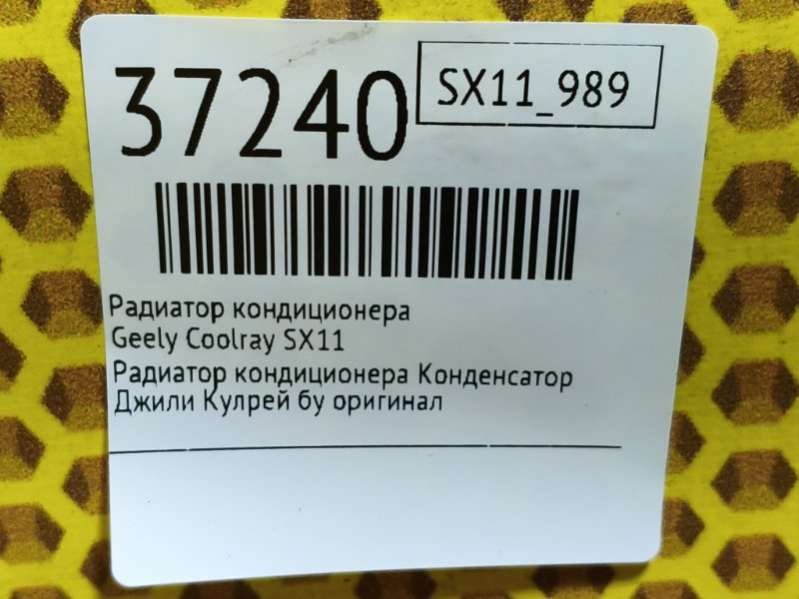 37240
SX11_989
Радиатор кондиционера
Geely Coolray SX11
Радиатор кондиционера Конденсатор
Джили Кулрей бу оригинал